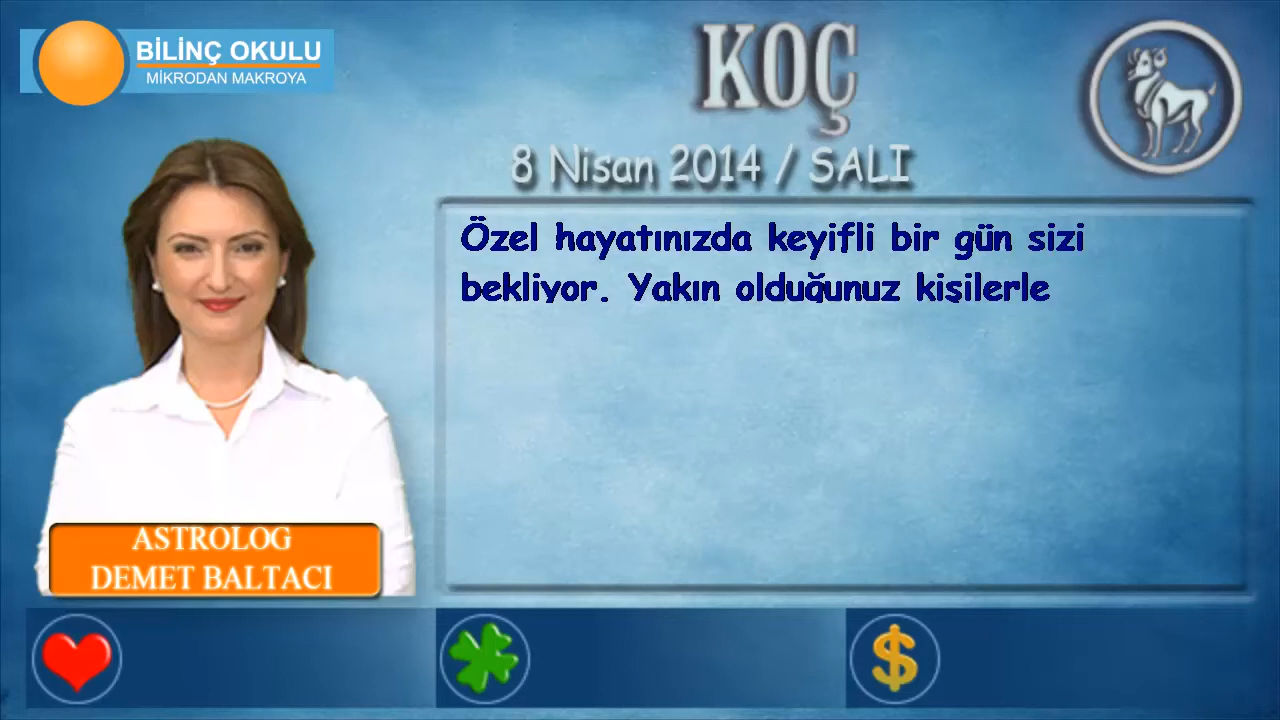 BİLİNÇ OKULU
MİKRODAN MAKROYA
KOÇ
8 Nisan 2014 / SALI
Özel hayatınızda keyifli bir gün sizi
bekliyor. Yakın olduğunuz kişilerle
ASTROLOG
DEMET BALTACI